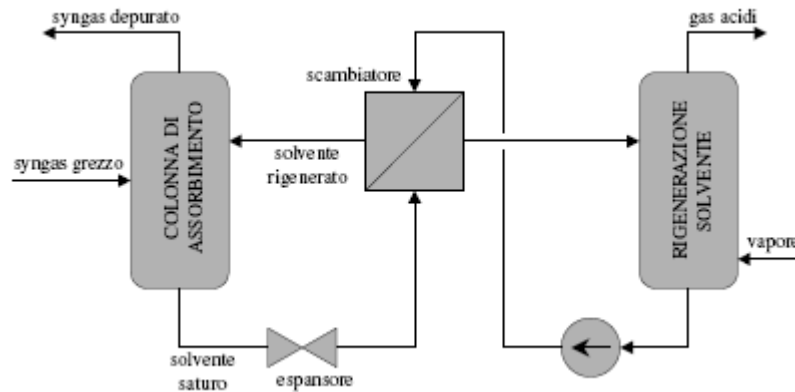 syngas depurato
gas acidi
scambiatore
COLONNA DI
ASSORBIMENTO
solvente
rigenerato
syngas grezzo
RIGENERAZIONE
SOLVENTE
vapore
solvente
saturo
espansore